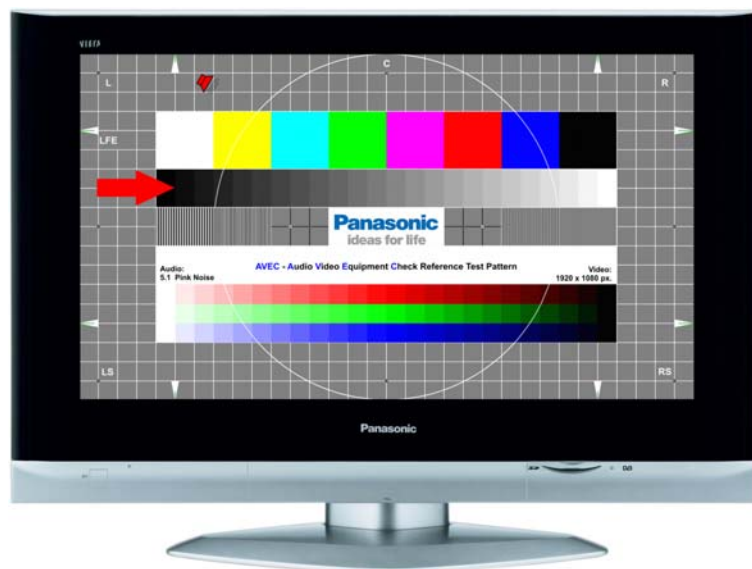 VIERA
C
L
R
LFE
Panasonic
ideas for life
Audio:
5.1 Pink Noise
AVEC - Audio Video Equipment Check Reference Test Pattern
Video:
1920 x 1080 px.
LS
RS
Panasonic